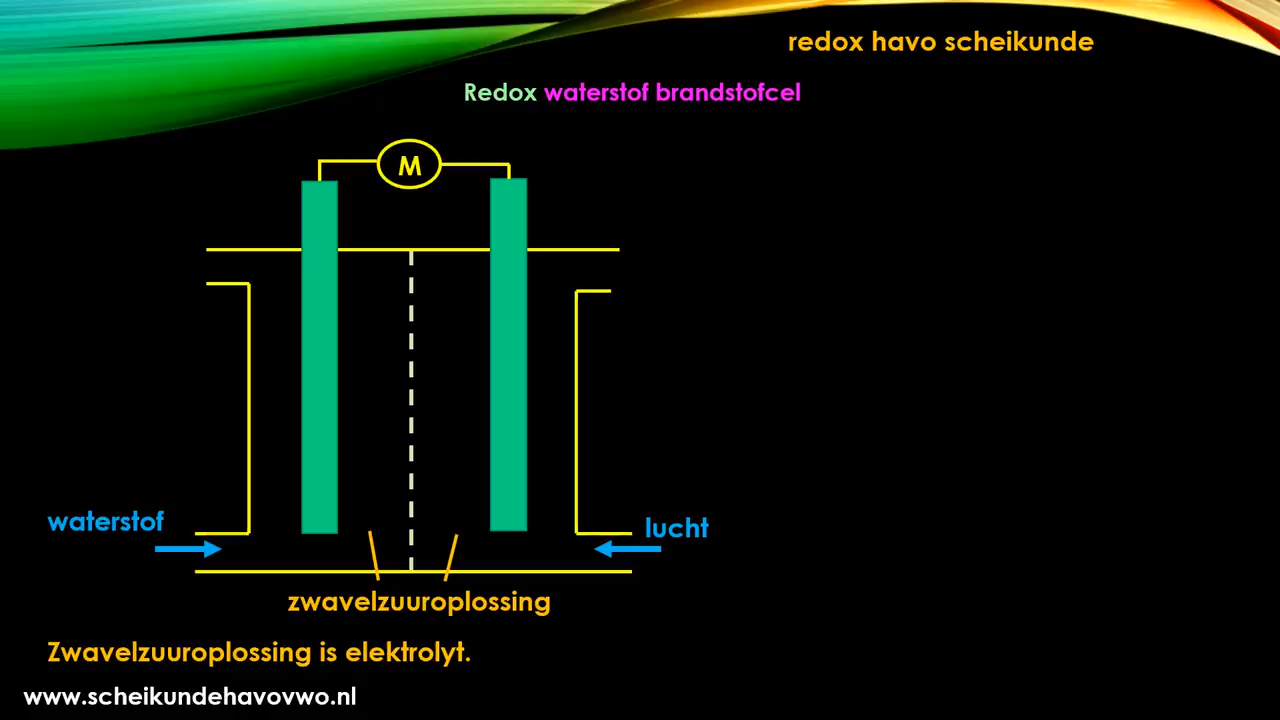 redox havo scheikunde
Redox waterstof brandstofcel
M
waterstof
lucht
zwavelzuuroplossing
Zwavelzuuroplossing is elektrolyt.
www.scheikundehavovwo.nl